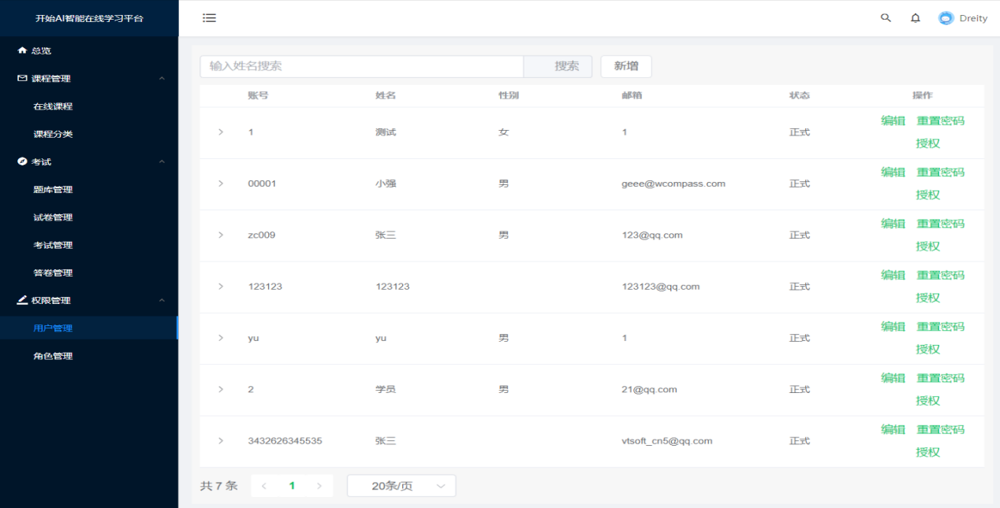 开始AI智能在线学习平台
Dreity
总览
课程管理
在线课程
课程分类
考试
题库管理
试卷管理
考试管理
答卷管理
权限管理
用户管理
角色管理
输入姓名搜索 搜索 新增
账号 姓名 性别 邮箱 状态 操作
1 测试 女 1 正式 编辑 重置密码
授权
00001 小强 男 geee@wcompass.com 正式 编辑 重置密码
授权
zc009 张三 男 123@qq.com 正式 编辑 重置密码
授权
123123 123123 123123@qq.com 正式 编辑 重置密码
授权
yu yu 男 1 正式 编辑 重置密码
授权
2 学员 男 21@qq.com 正式 编辑 重置密码
授权
3432626345535 张三 vtsoft_cn5@qq.com 正式 编辑 重置密码
授权
共 7 条 1 20条/页